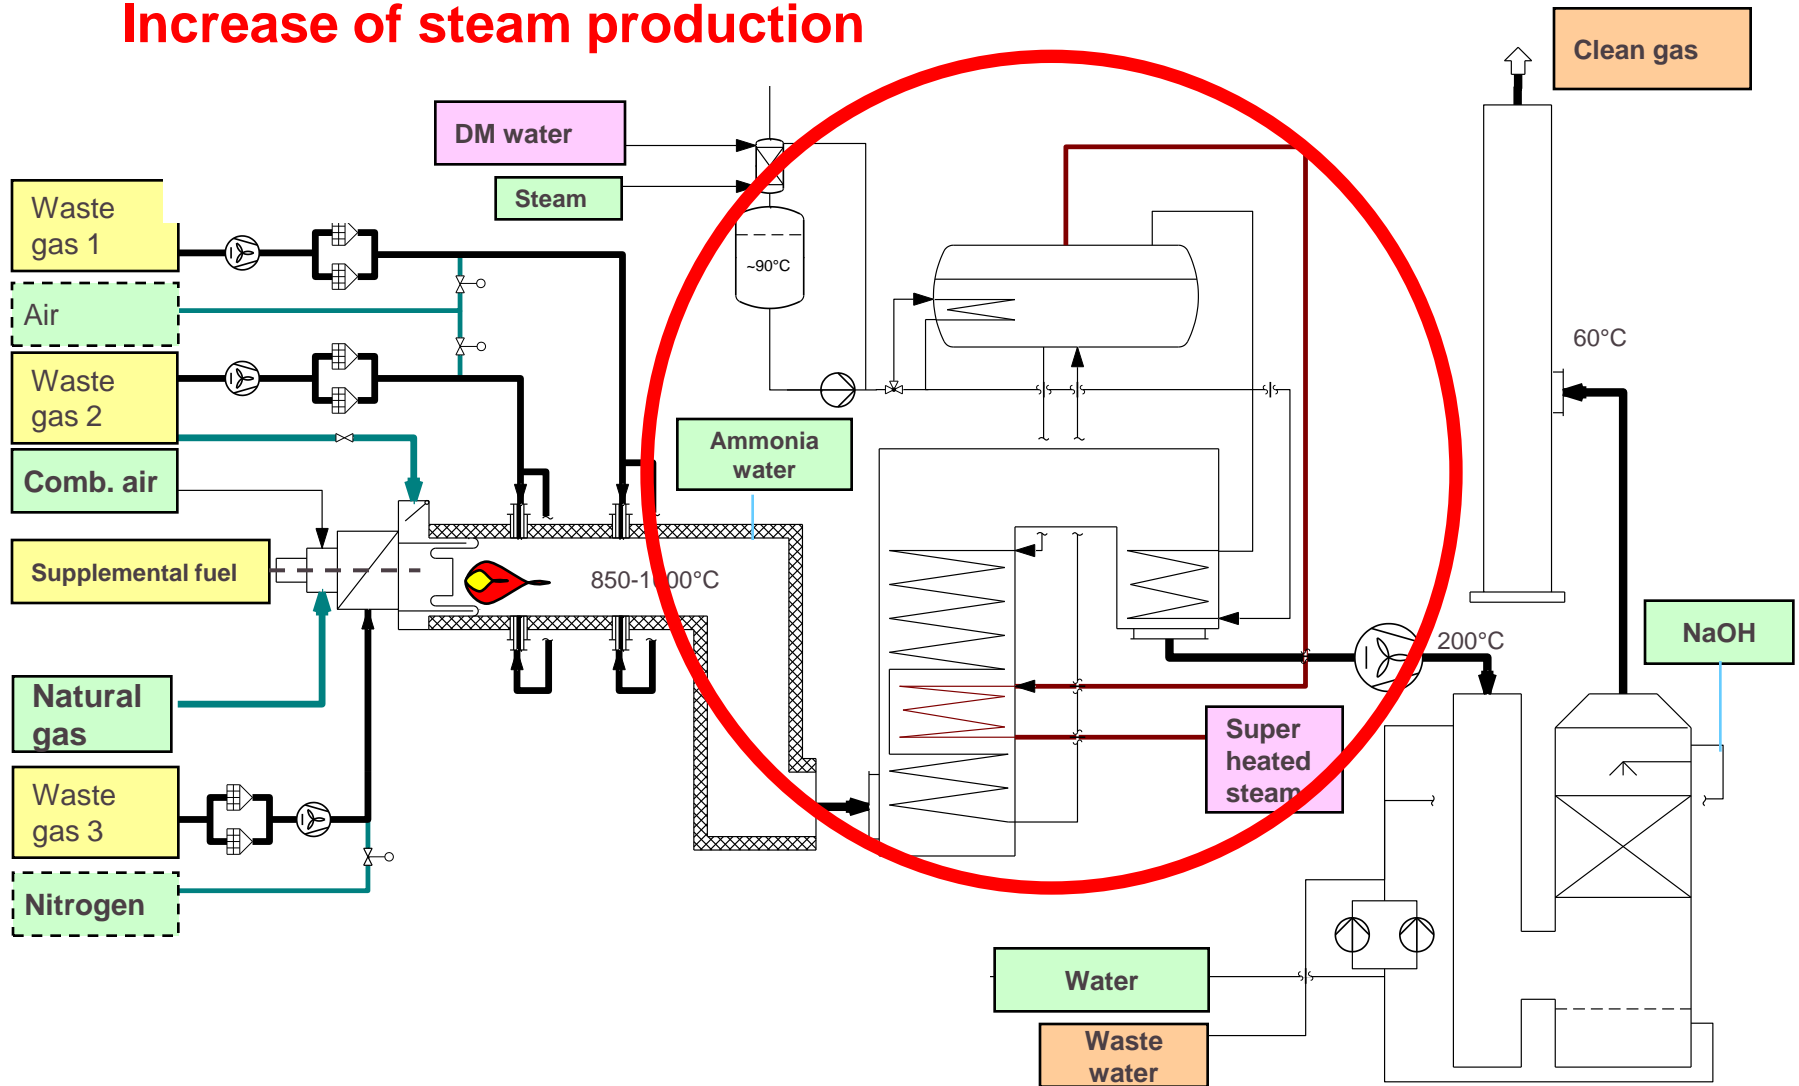 Increase of steam production
Clean gas
DM water
Steam
Waste
gas 1
~90°C
Air
60°C
Waste
gas 2
Ammonia
water
Comb. air
Supplemental fuel
850-1000°C
200°C
NaOH
Natural
gas
Super
heated
steam
Waste
gas 3
Nitrogen
Water
Waste
water